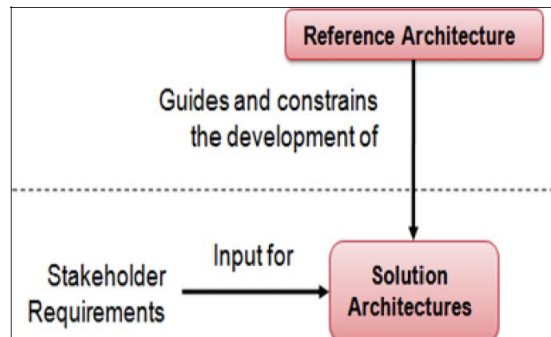 Reference Architecture
Guides and constrains
the development of
Input for
Stakeholder
Requirements
Solution
Architectures